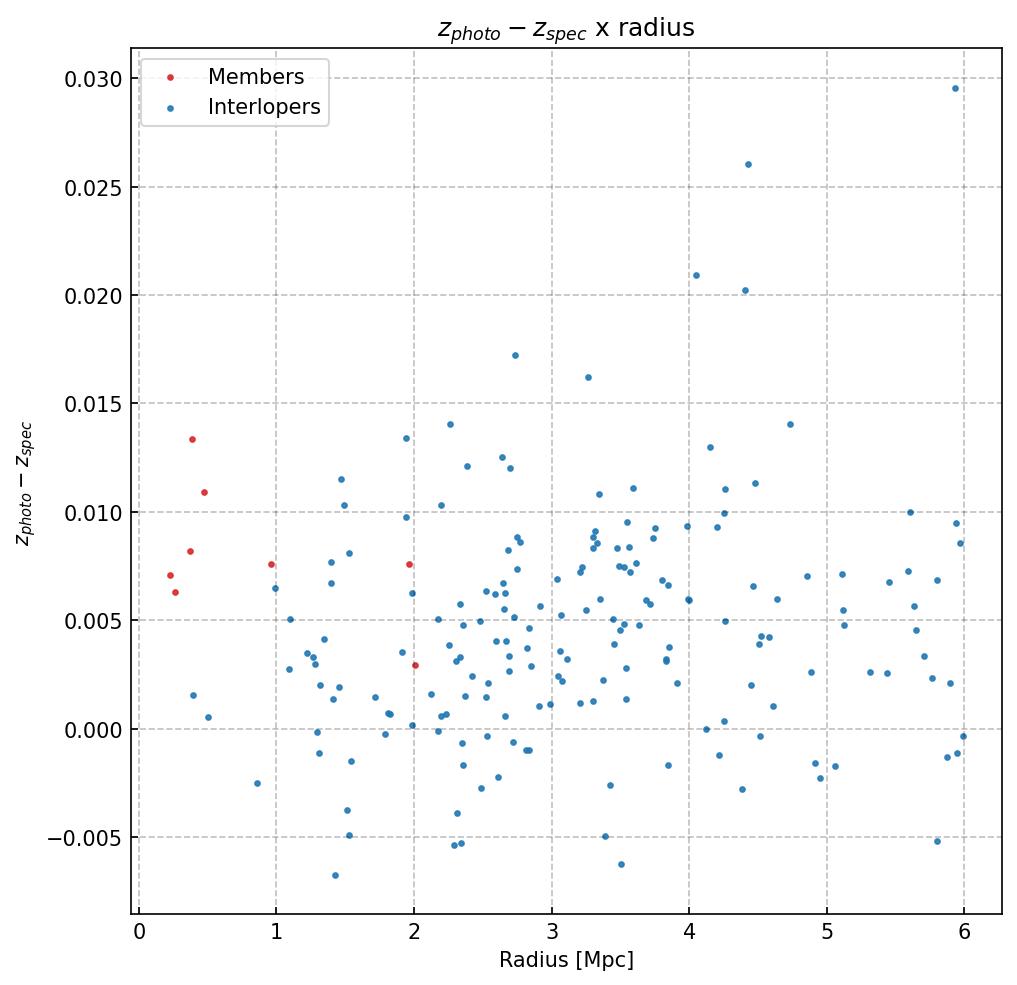 z_photo − z_spec x radius
Members
Interlopers
0.030
0.025
0.020
0.015
0.010
0.005
0.000
−0.005
z_photo − z_spec
0 1 2 3 4 5 6
Radius [Mpc]